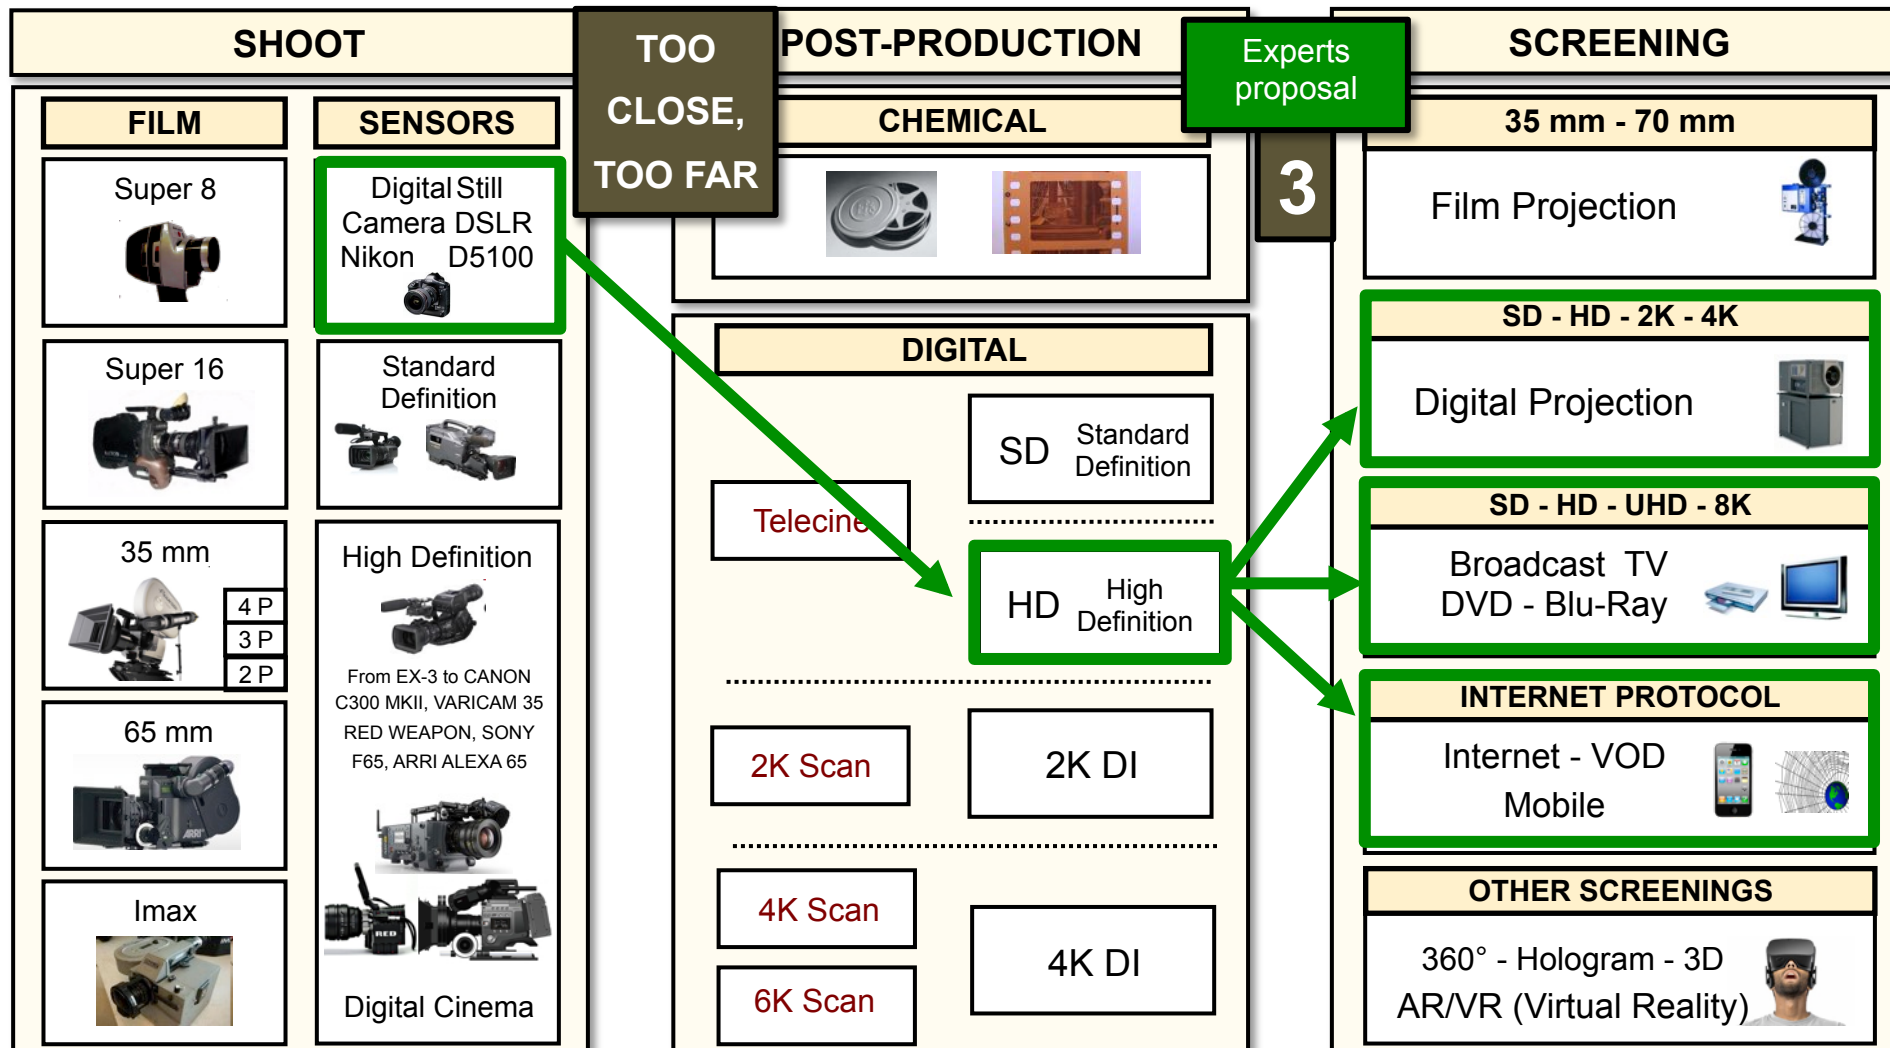 SHOOT
TOO
CLOSE,
TOO FAR
POST-PRODUCTION
Experts
proposal
3
SCREENING
FILM
Super 8
Super 16
35 mm
4 P
3 P
2 P
65 mm
ARRI
Imax
SENSORS
Digital Still
Camera DSLR
Nikon D5100
Standard
Definition
High Definition
From EX-3 to CANON
C300 MKII, VARICAM 35
RED WEAPON, SONY
F65, ARRI ALEXA 65
RED
Digital Cinema
CHEMICAL
DIGITAL
SD Standard
Definition
Telecine
HD High
Definition
2K Scan
2K DI
4K Scan
6K Scan
4K DI
35 mm - 70 mm
Film Projection
SD - HD - 2K - 4K
Digital Projection
SD - HD - UHD - 8K
Broadcast TV
DVD - Blu-Ray
INTERNET PROTOCOL
Internet - VOD
Mobile
OTHER SCREENINGS
360° - Hologram - 3D
AR/VR (Virtual Reality)